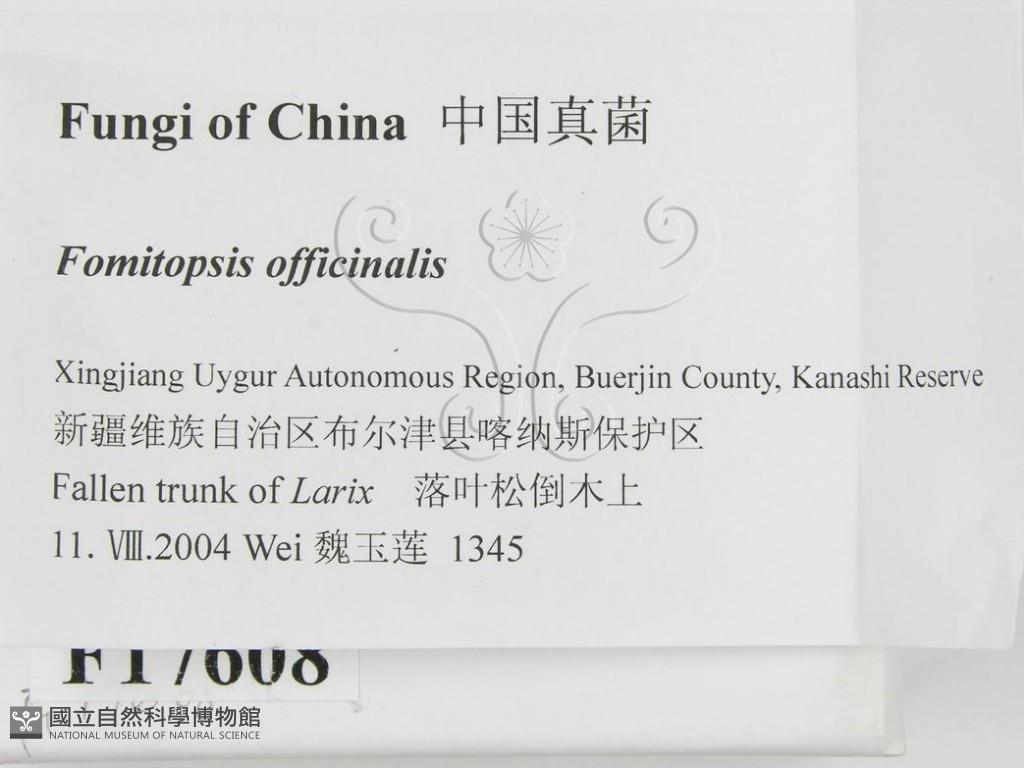 Fungi of China 中国真菌
Fomitopsis officinalis
Xingjiang Uygur Autonomous Region, Buerjin County, Kanashi Reserve
新疆维族自治区布尔津县喀纳斯保护区
Fallen trunk of Larix 落叶松倒木上
11. Ⅷ.2004 Wei 魏玉莲 1345
F17608
國立自然科學博物館
NATIONAL MUSEUM OF NATURAL SCIENCE